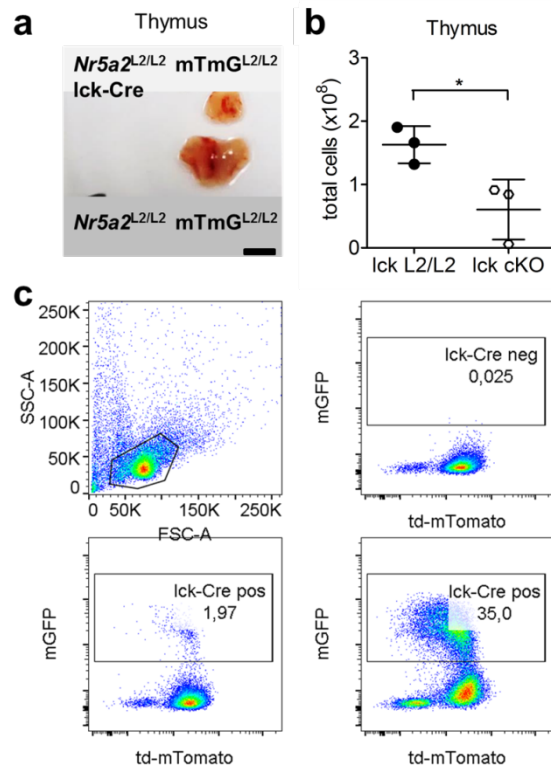 a
Thymus
Nr5a2L2/L2 mTmGL2/L2
lck-Cre
Nr5a2L2/L2 mTmGL2/L2
b
Thymus
total cells (x10⁸)
2
1
0
*
lck L2/L2 lck cKO
c
SSC-A
250K
200K
150K
100K
50K
0
0 50K 150K 250K
FSC-A
mGFP
lck-Cre neg
0,025
td-mTomato
mGFP
lck-Cre pos
1,97
td-mTomato
mGFP
lck-Cre pos
35,0
td-mTomato